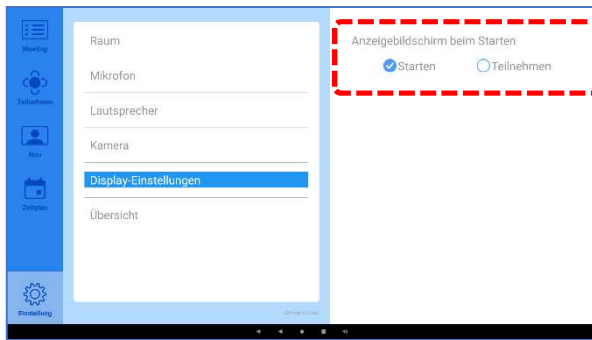 Meeting
Teilnehmen
Neu
Zeitplan
Einstellung
Raum
Mikrofon
Lautsprecher
Kamera
Display-Einstellungen
Übersicht
Anzeigebildschirm beim Starten
Starten
Teilnehmen